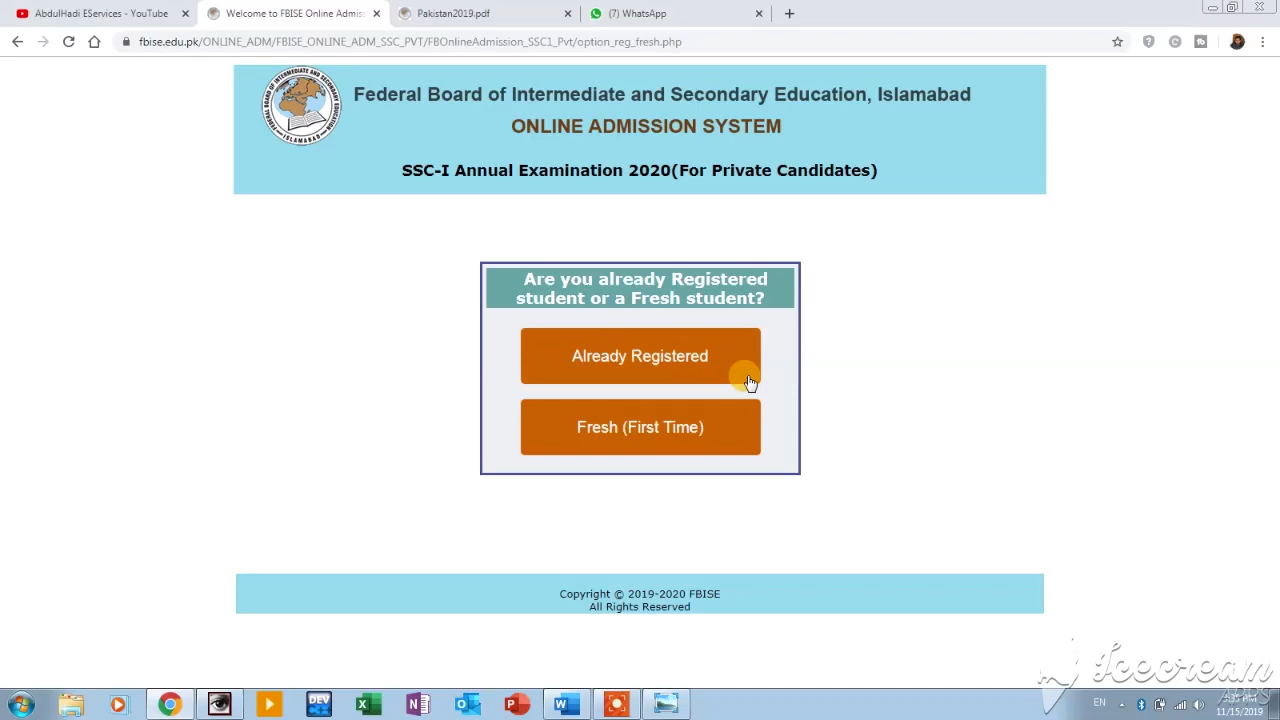 AbdulHadi EServices - YouTube
Welcome to FBISE Online Admis
Pakistan2019.pdf
(7) WhatsApp
fbise.edu.pk/ONLINE_ADM/FBISE_ONLINE_ADM_SSC_PVT/FBOnlineAdmission_SSC1_Pvt/option_reg_fresh.php
Federal Board of Intermediate and Secondary Education, Islamabad
ONLINE ADMISSION SYSTEM
SSC-I Annual Examination 2020(For Private Candidates)
Are you already Registered
student or a Fresh student?
Already Registered
Fresh (First Time)
Copyright © 2019-2020 FBISE
All Rights Reserved
Icecream
APPS
DEV
EN
11/15/2019